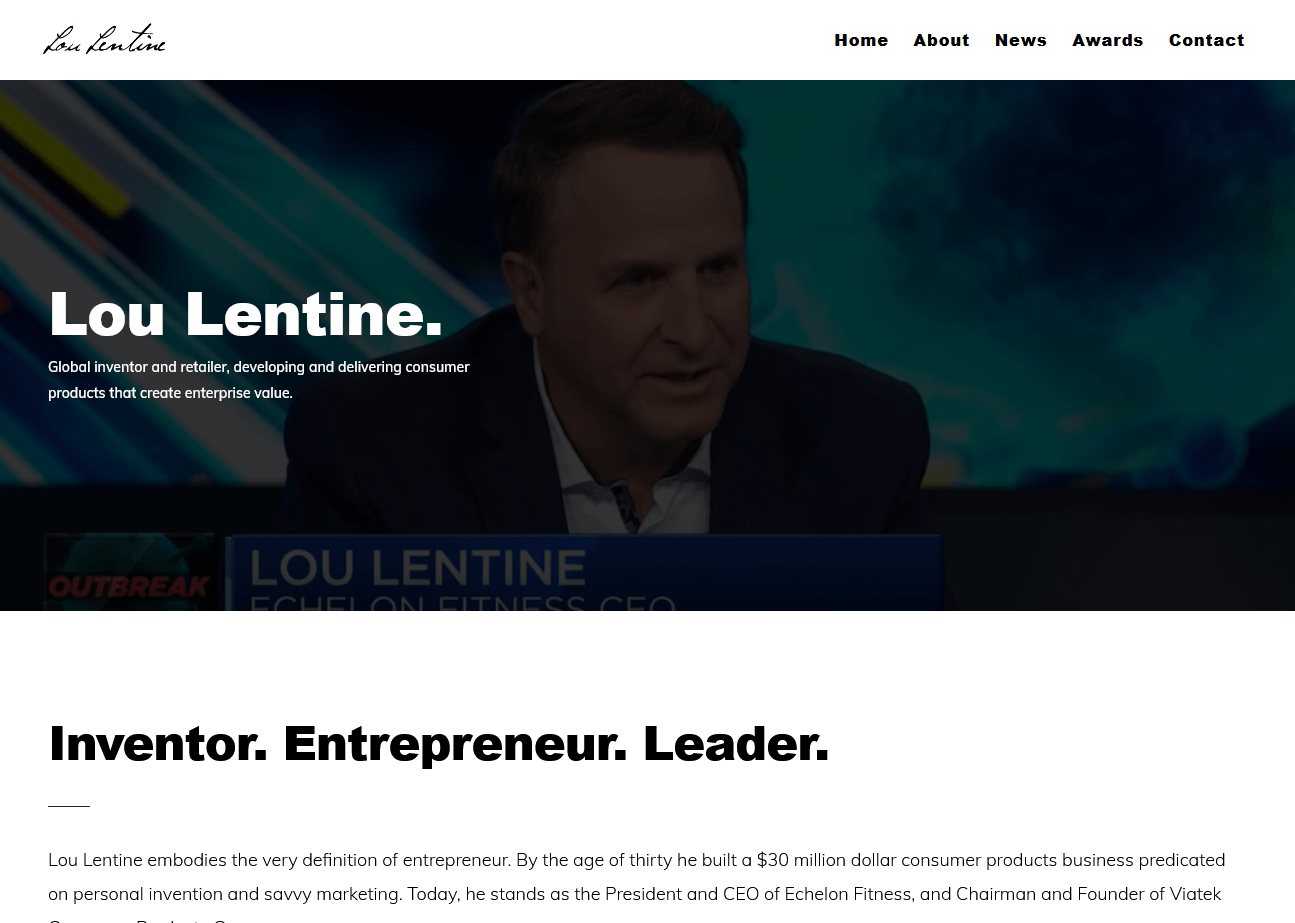 Lou Lentine
Home About News Awards Contact
Lou Lentine.
Global inventor and retailer, developing and delivering consumer
products that create enterprise value.
OUTBREAK
LOU LENTINE
ECHELON FITNESS CEO
Inventor. Entrepreneur. Leader.
Lou Lentine embodies the very definition of entrepreneur. By the age of thirty he built a $30 million dollar consumer products business predicated
on personal invention and savvy marketing. Today, he stands as the President and CEO of Echelon Fitness, and Chairman and Founder of Viatek